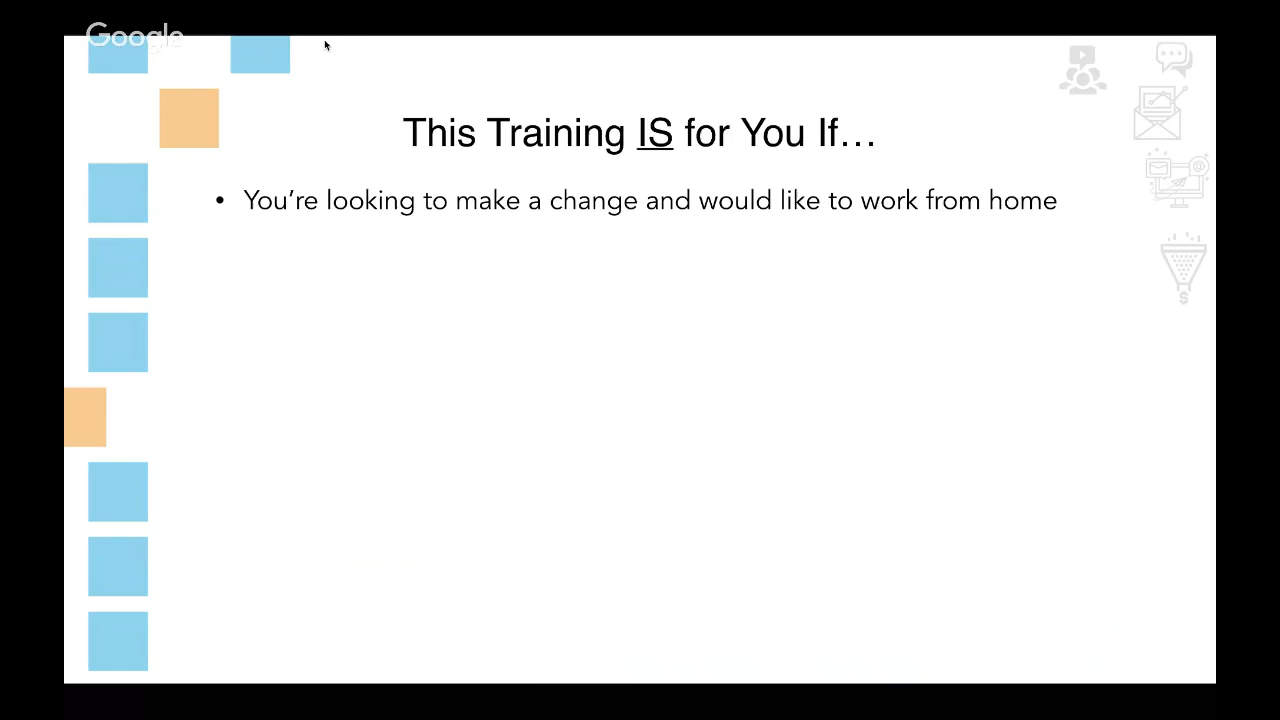 Google
This Training IS for You If…
• You’re looking to make a change and would like to work from home